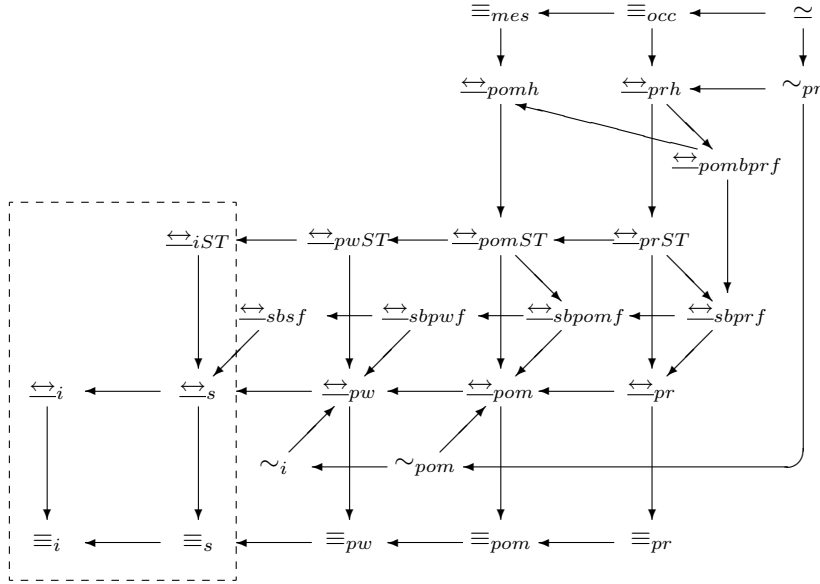 ≡mes ≡occ ≃
↔pomh ↔prh ∼pr
↔pombprf
↔iST ↔pwST ↔pomST ↔prST
↔sbsf ↔sbpwf ↔sbpomf ↔sbprf
↔i ↔s ↔pw ↔pom ↔pr
∼i ∼pom
≡i ≡s ≡pw ≡pom ≡pr